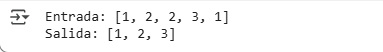 Entrada: [1, 2, 2, 3, 1]
Salida: [1, 2, 3]